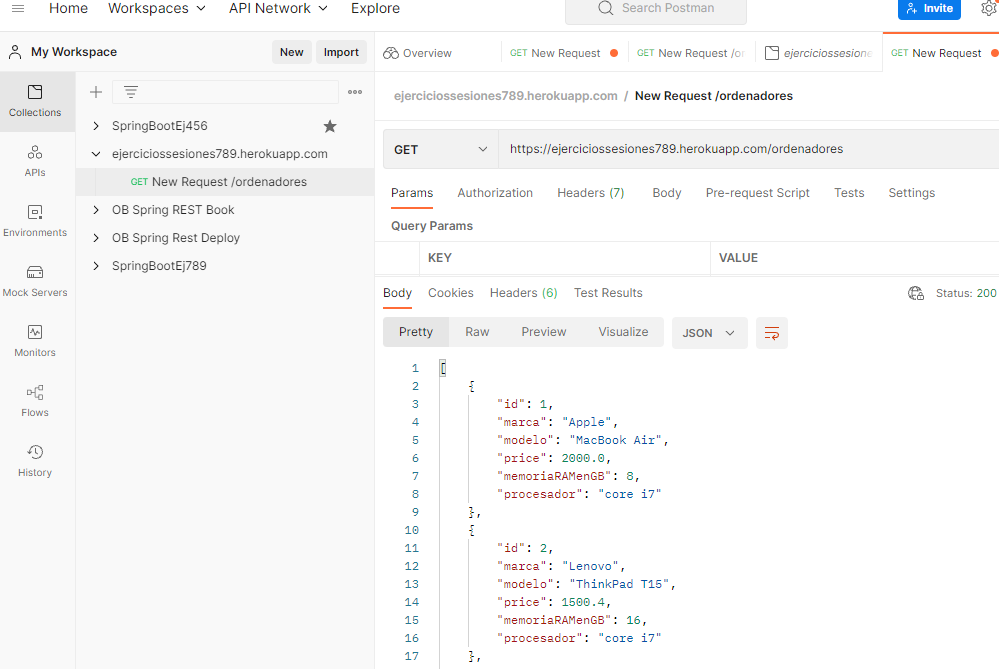 Home Workspaces API Network Explore Search Postman Invite
My Workspace New Import
Overview GET New Request GET New Request /or ejerciciossesione GET New Request
Collections
APIs
Environments
Mock Servers
Monitors
Flows
History
SpringBootEj456
ejerciciossesiones789.herokuapp.com
GET New Request /ordenadores
OB Spring REST Book
OB Spring Rest Deploy
SpringBootEj789
ejerciciossesiones789.herokuapp.com / New Request /ordenadores
GET https://ejerciciossesiones789.herokuapp.com/ordenadores
Params Authorization Headers (7) Body Pre-request Script Tests Settings
Query Params
KEY VALUE
Body Cookies Headers (6) Test Results Status: 200
Pretty Raw Preview Visualize JSON
1 [
2 {
3 "id": 1,
4 "marca": "Apple",
5 "modelo": "MacBook Air",
6 "price": 2000.0,
7 "memoriaRAMenGB": 8,
8 "procesador": "core i7"
9 },
10 {
11 "id": 2,
12 "marca": "Lenovo",
13 "modelo": "ThinkPad T15",
14 "price": 1500.4,
15 "memoriaRAMenGB": 16,
16 "procesador": "core i7"
17 },